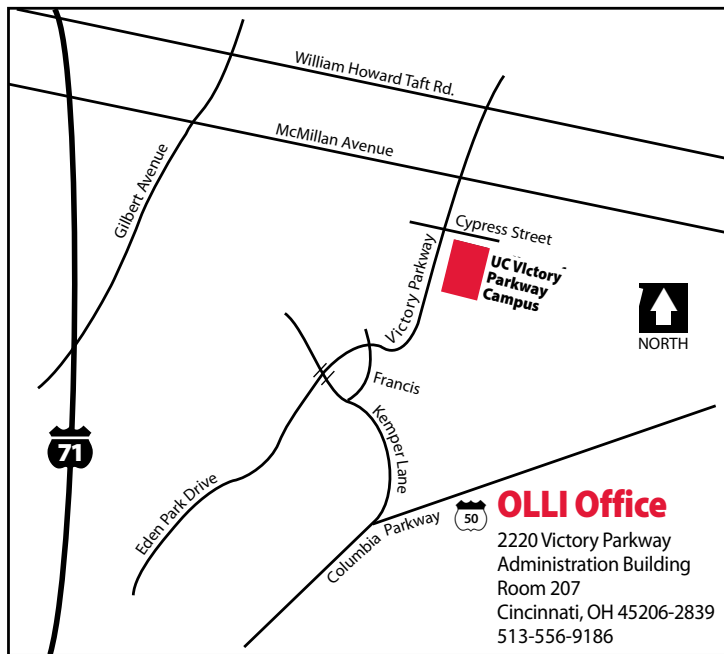 William Howard Taft Rd.
McMillan Avenue
Gilbert Avenue
Cypress Street
Victory Parkway
UC VIctory
Parkway
Campus
NORTH
Francis
Kemper Lane
71
Eden Park Drive
Columbia Parkway
50
OLLI Office
2220 Victory Parkway
Administration Building
Room 207
Cincinnati, OH 45206-2839
513-556-9186